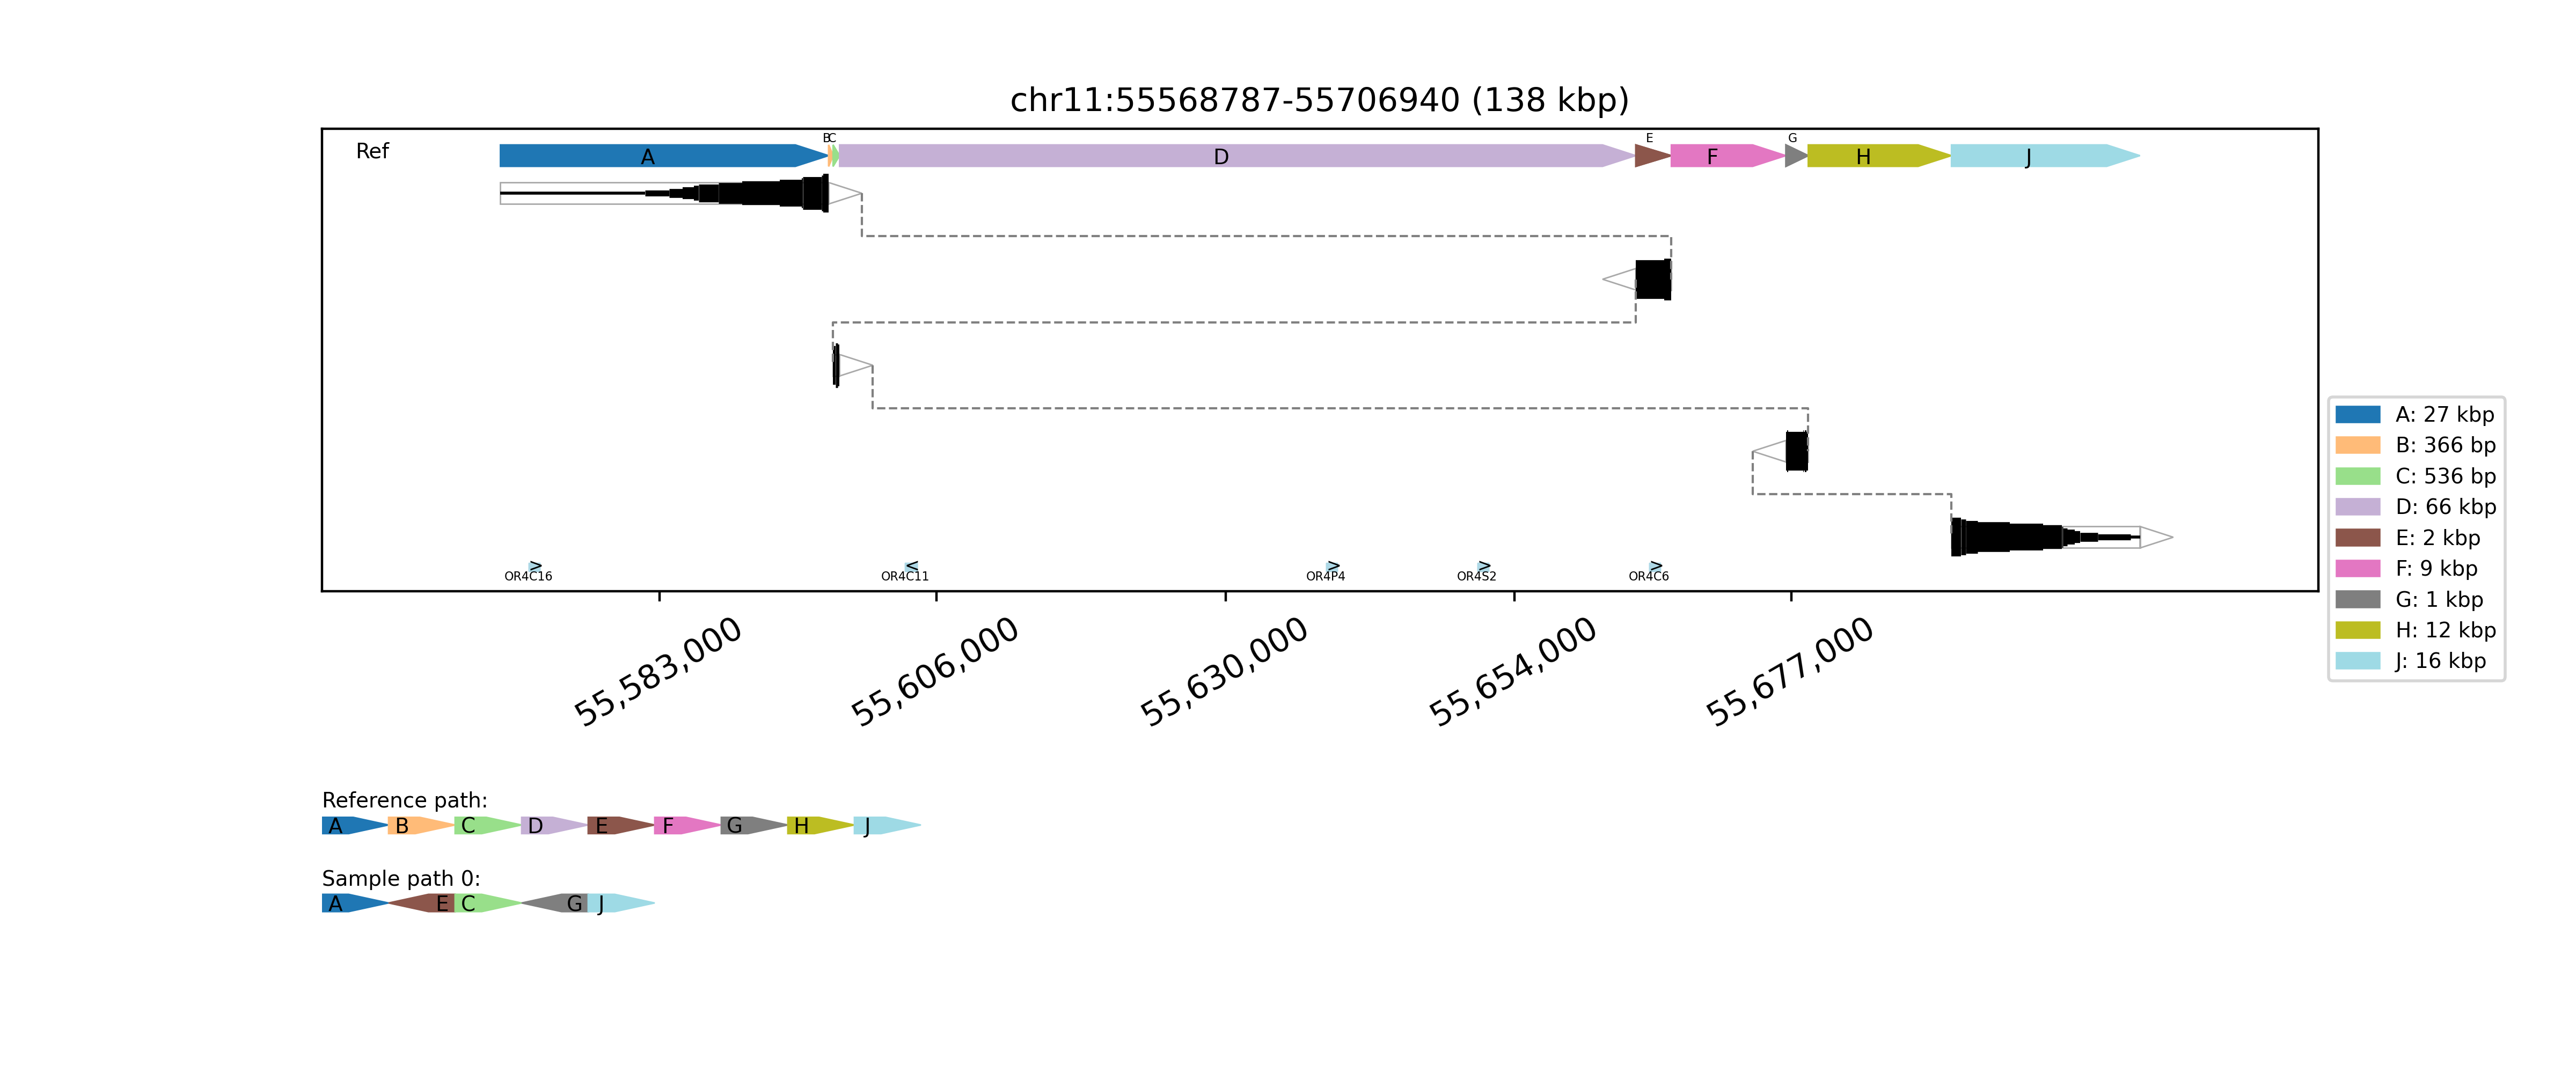 chr11:55568787-55706940 (138 kbp)
B C E G
Ref A D F H J
OR4C16 OR4C11 OR4P4 OR4S2 OR4C6
55,583,000 55,606,000 55,630,000 55,654,000 55,677,000
A: 27 kbp
B: 366 bp
C: 536 bp
D: 66 kbp
E: 2 kbp
F: 9 kbp
G: 1 kbp
H: 12 kbp
J: 16 kbp
Reference path:
A B C D E F G H J
Sample path 0:
A E C G J